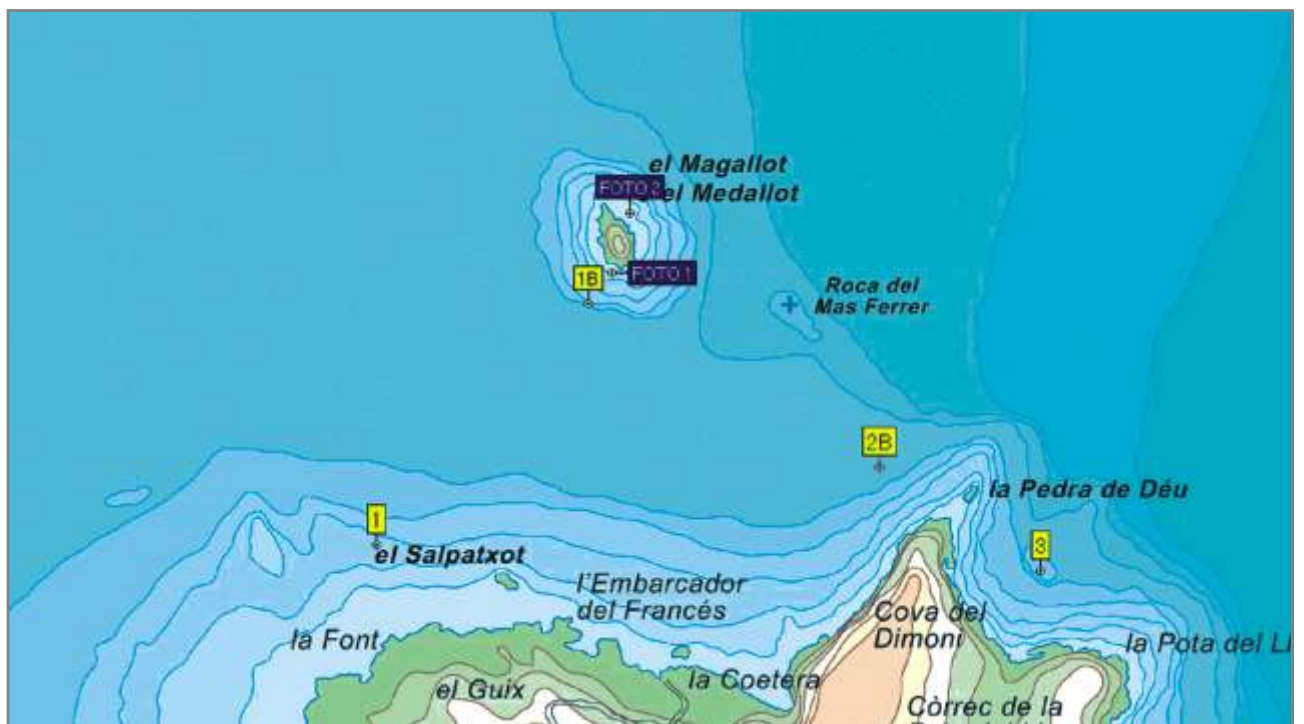 el Magallot
FOTO 2
o el Medallot
1B
FOTO 1
Roca del
Mas Ferrer
2B
la Pedra de Déu
1
el Salpatxot
3
l'Embarcador
del Francés
Cova del
Dimoni
la Font
la Pota del Ll
el Guix
la Coetera
Còrrec de la